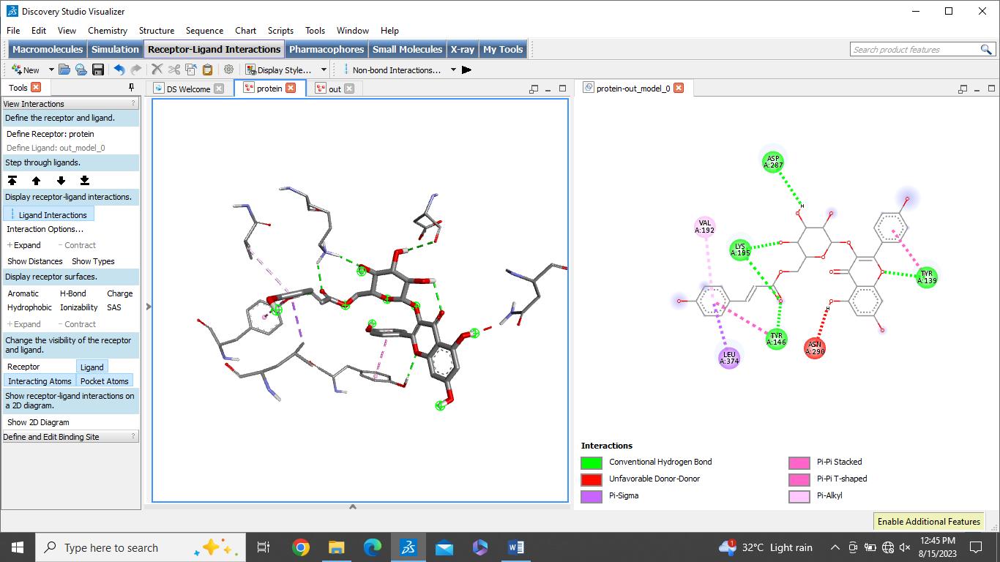 Discovery Studio Visualizer
File Edit View Chemistry Structure Sequence Chart Scripts Tools Window Help
Macromolecules Simulation Receptor-Ligand Interactions Pharmacophores Small Molecules X-ray My Tools
Search product features
New Display Style... Non-bond Interactions...
Tools
DS Welcome protein out
protein-out_model_0
View Interactions ?
Define the receptor and ligand.
Define Receptor: protein
Define Ligand: out_model_0
Step through ligands.
Display receptor-ligand interactions.
Ligand Interactions
Interaction Options...
+ Expand - Contract
Show Distances Show Types
Display receptor surfaces.
Aromatic H-Bond Charge
Hydrophobic Ionizability SAS
+ Expand - Contract
Change the visibility of the receptor
and ligand.
Receptor Ligand
Interacting Atoms Pocket Atoms
Show receptor-ligand interactions on
a 2D diagram.
Show 2D Diagram
Define and Edit Binding Site ?
ASP
A:287
VAL
A:192
LYS
A:195
TYR
A:139
TYR
A:146
LEU
A:374
ASN
A:290
Interactions
Conventional Hydrogen Bond
Unfavorable Donor-Donor
Pi-Sigma
Pi-Pi Stacked
Pi-Pi T-shaped
Pi-Alkyl
Enable Additional Features
Type here to search
1
32°C Light rain
12:45 PM
8/15/2023